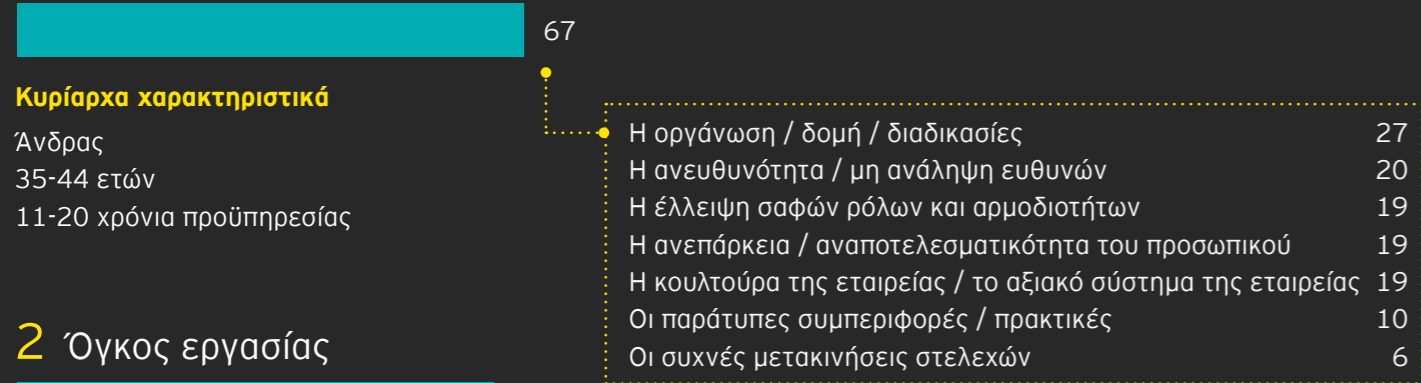 67
Κυρίαρχα χαρακτηριστικά
Άνδρας
35-44 ετών
11-20 χρόνια προϋπηρεσίας
Η οργάνωση / δομή / διαδικασίες 27
Η ανευθυνότητα / μη ανάληψη ευθυνών 20
Η έλλειψη σαφών ρόλων και αρμοδιοτήτων 19
Η ανεπάρκεια / αναποτελεσματικότητα του προσωπικού 19
Η κουλτούρα της εταιρείας / το αξιακό σύστημα της εταιρείας 19
Οι παράτυπες συμπεριφορές / πρακτικές 10
Οι συχνές μετακινήσεις στελεχών 6
2 Όγκος εργασίας